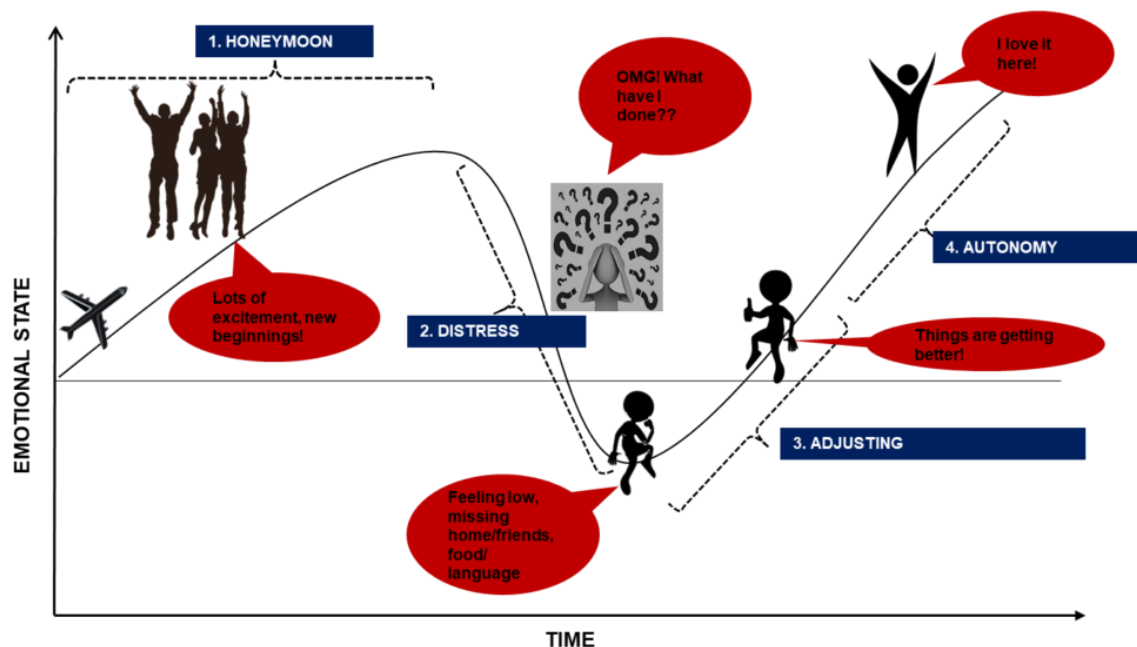 1. HONEYMOON
OMG! What
have I
done??
I love it
here!
Lots of
excitement, new
beginnings!
2. DISTRESS
4. AUTONOMY
Things are getting
better!
3. ADJUSTING
Feeling low,
missing
home/friends,
food/
language
EMOTIONAL STATE
TIME